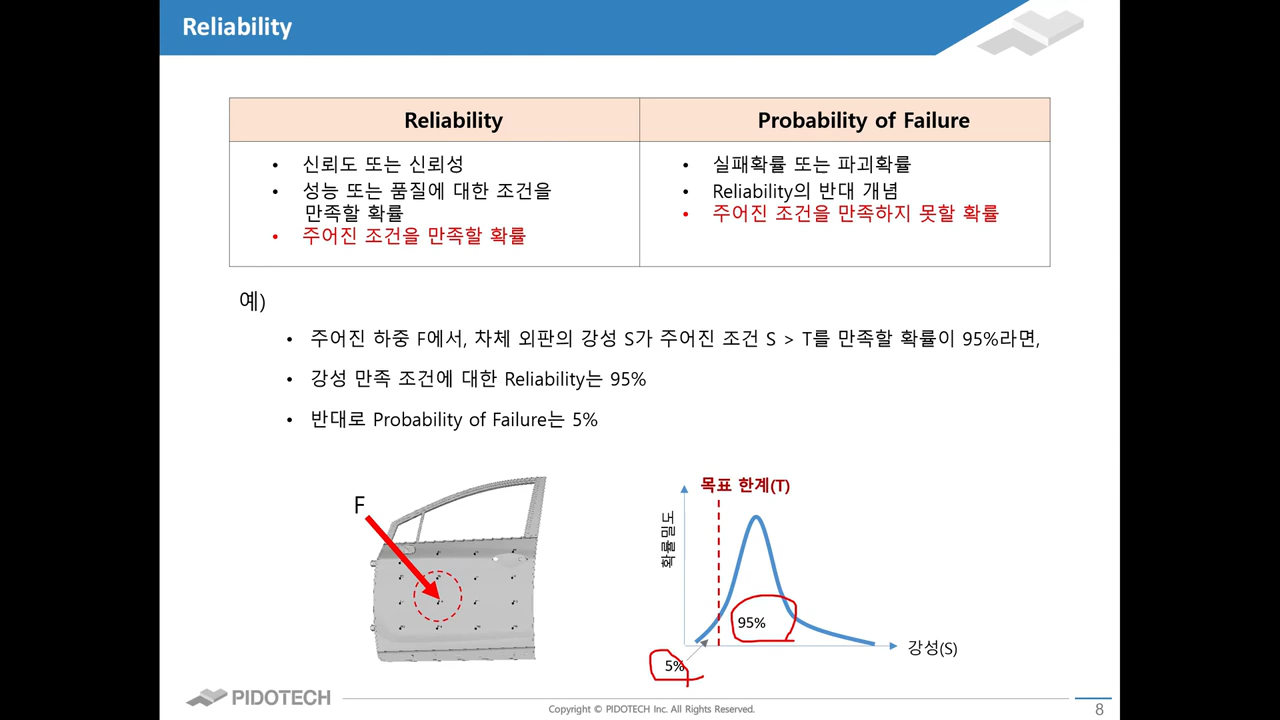 Reliability
Reliability
Probability of Failure
• 신뢰도 또는 신뢰성
• 성능 또는 품질에 대한 조건을
만족할 확률
• 주어진 조건을 만족할 확률
• 실패확률 또는 파괴확률
• Reliability의 반대 개념
• 주어진 조건을 만족하지 못할 확률
예)
• 주어진 하중 F에서, 차체 외판의 강성 S가 주어진 조건 S > T를 만족할 확률이 95%라면,
• 강성 만족 조건에 대한 Reliability는 95%
• 반대로 Probability of Failure는 5%
F
목표 한계(T)
확률밀도
95%
강성(S)
5%
PIDOTECH
Copyright © PIDOTECH Inc. All Rights Reserved.
8